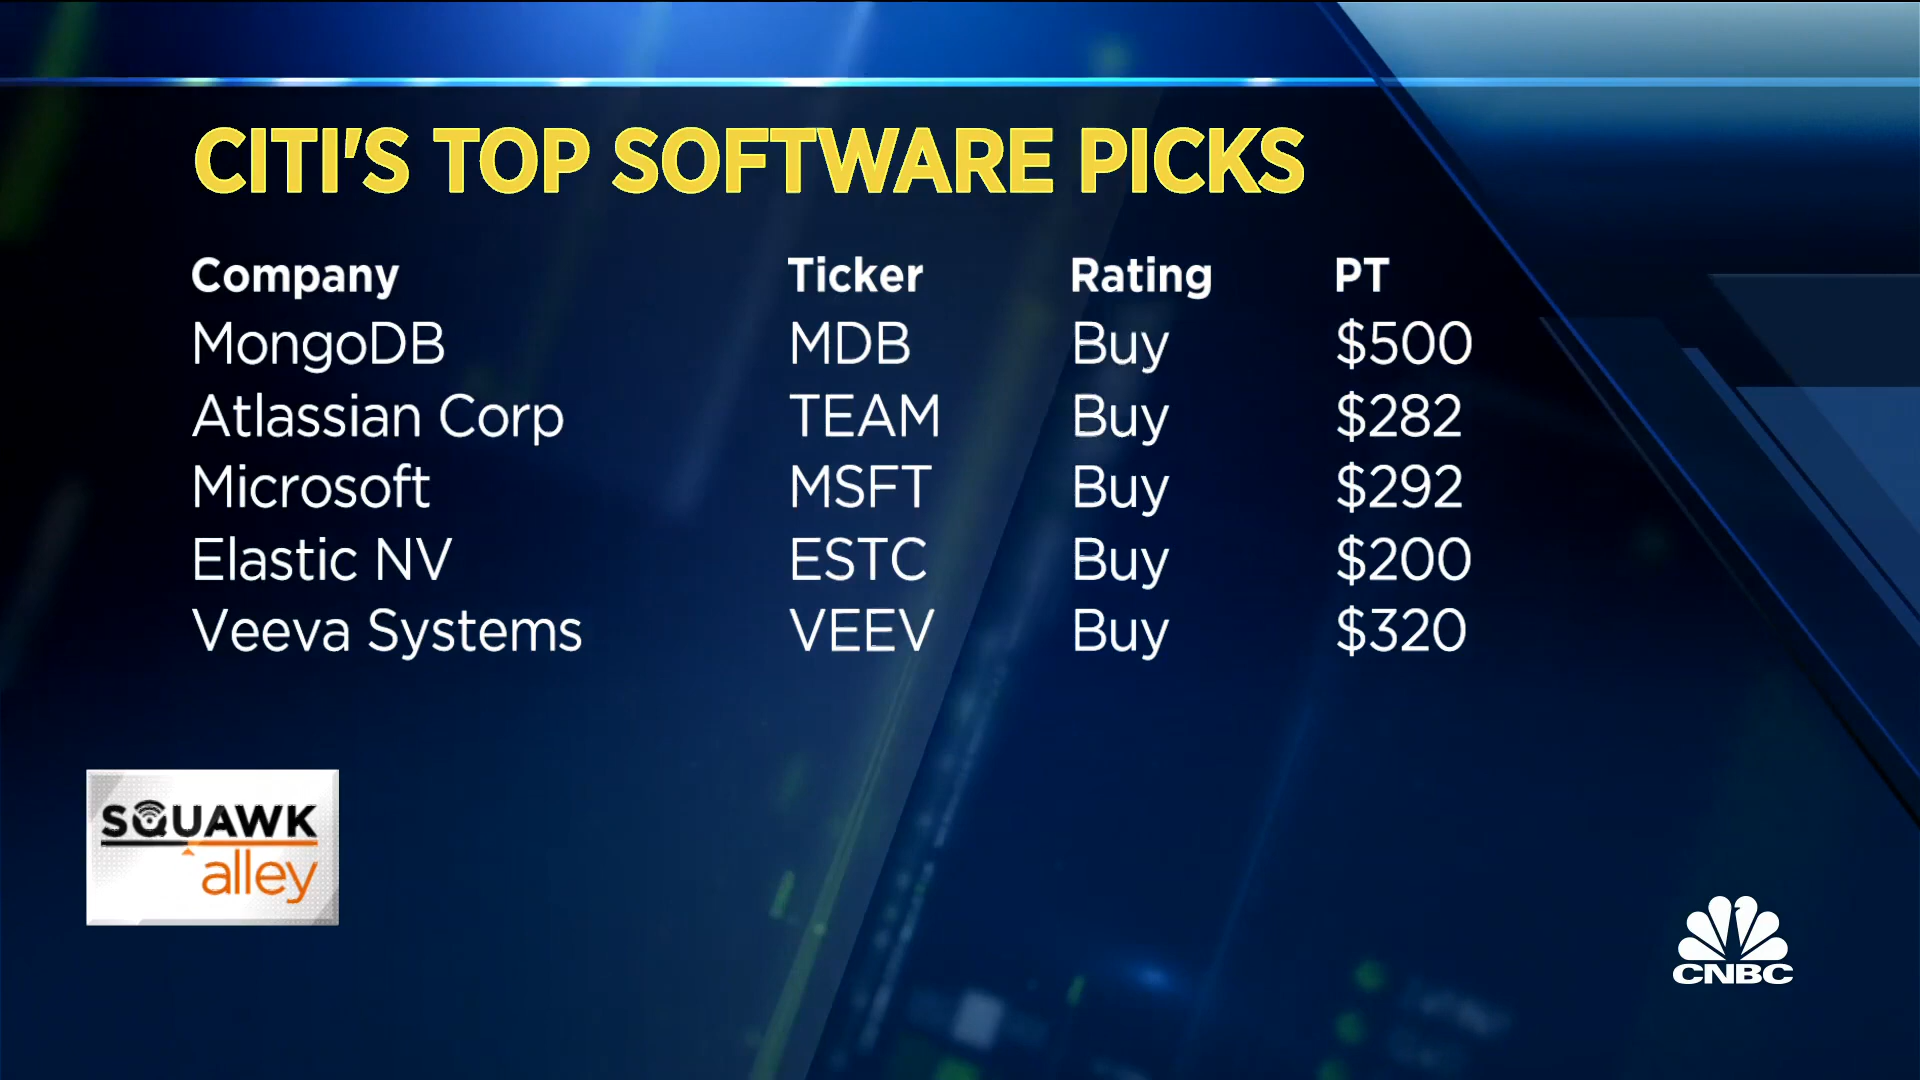 CITI'S TOP SOFTWARE PICKS
Company Ticker Rating PT
MongoDB MDB Buy $500
Atlassian Corp TEAM Buy $282
Microsoft MSFT Buy $292
Elastic NV ESTC Buy $200
Veeva Systems VEEV Buy $320
SQUAWK
alley
CNBC